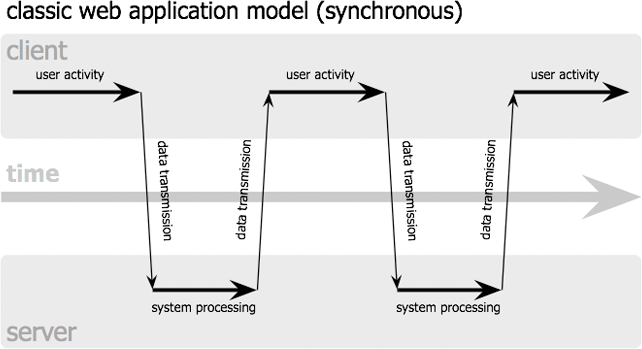 classic web application model (synchronous)
client
user activity
user activity
user activity
data transmission
data transmission
data transmission
data transmission
time
system processing
system processing
server